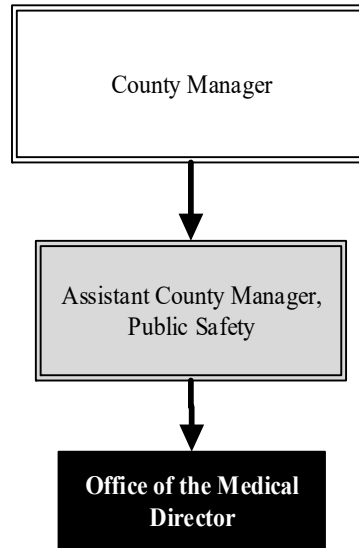 County Manager
Assistant County Manager,
Public Safety
Office of the Medical
Director